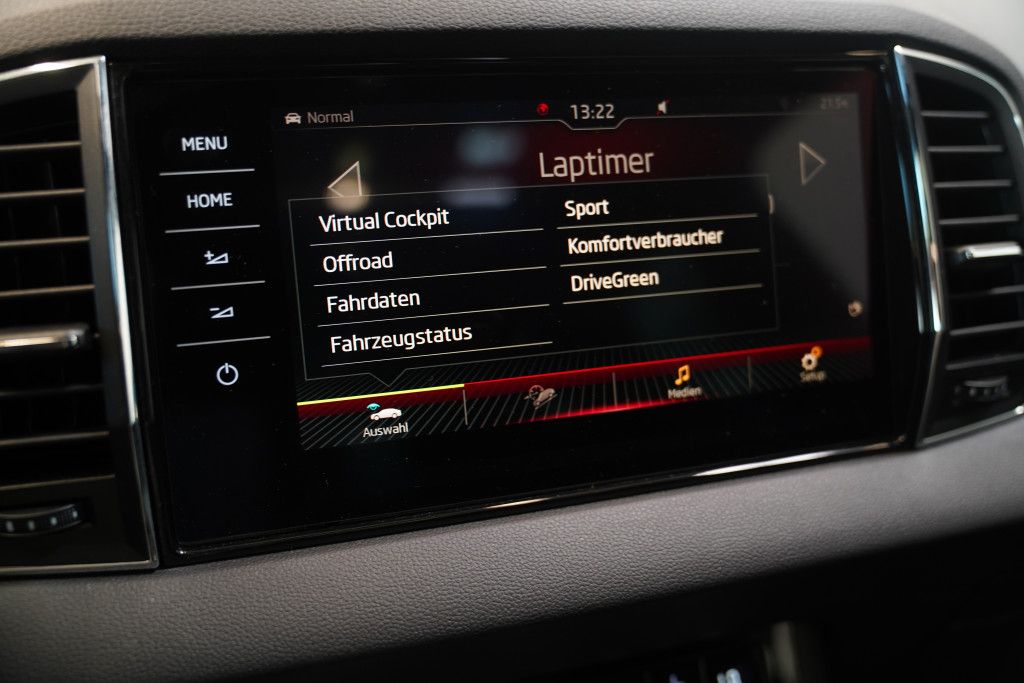 MENU
HOME
Normal
13:22
Laptimer
Virtual Cockpit
Offroad
Fahrdaten
Fahrzeugstatus
Sport
Komfortverbraucher
DriveGreen
Auswahl
Medien
Setup